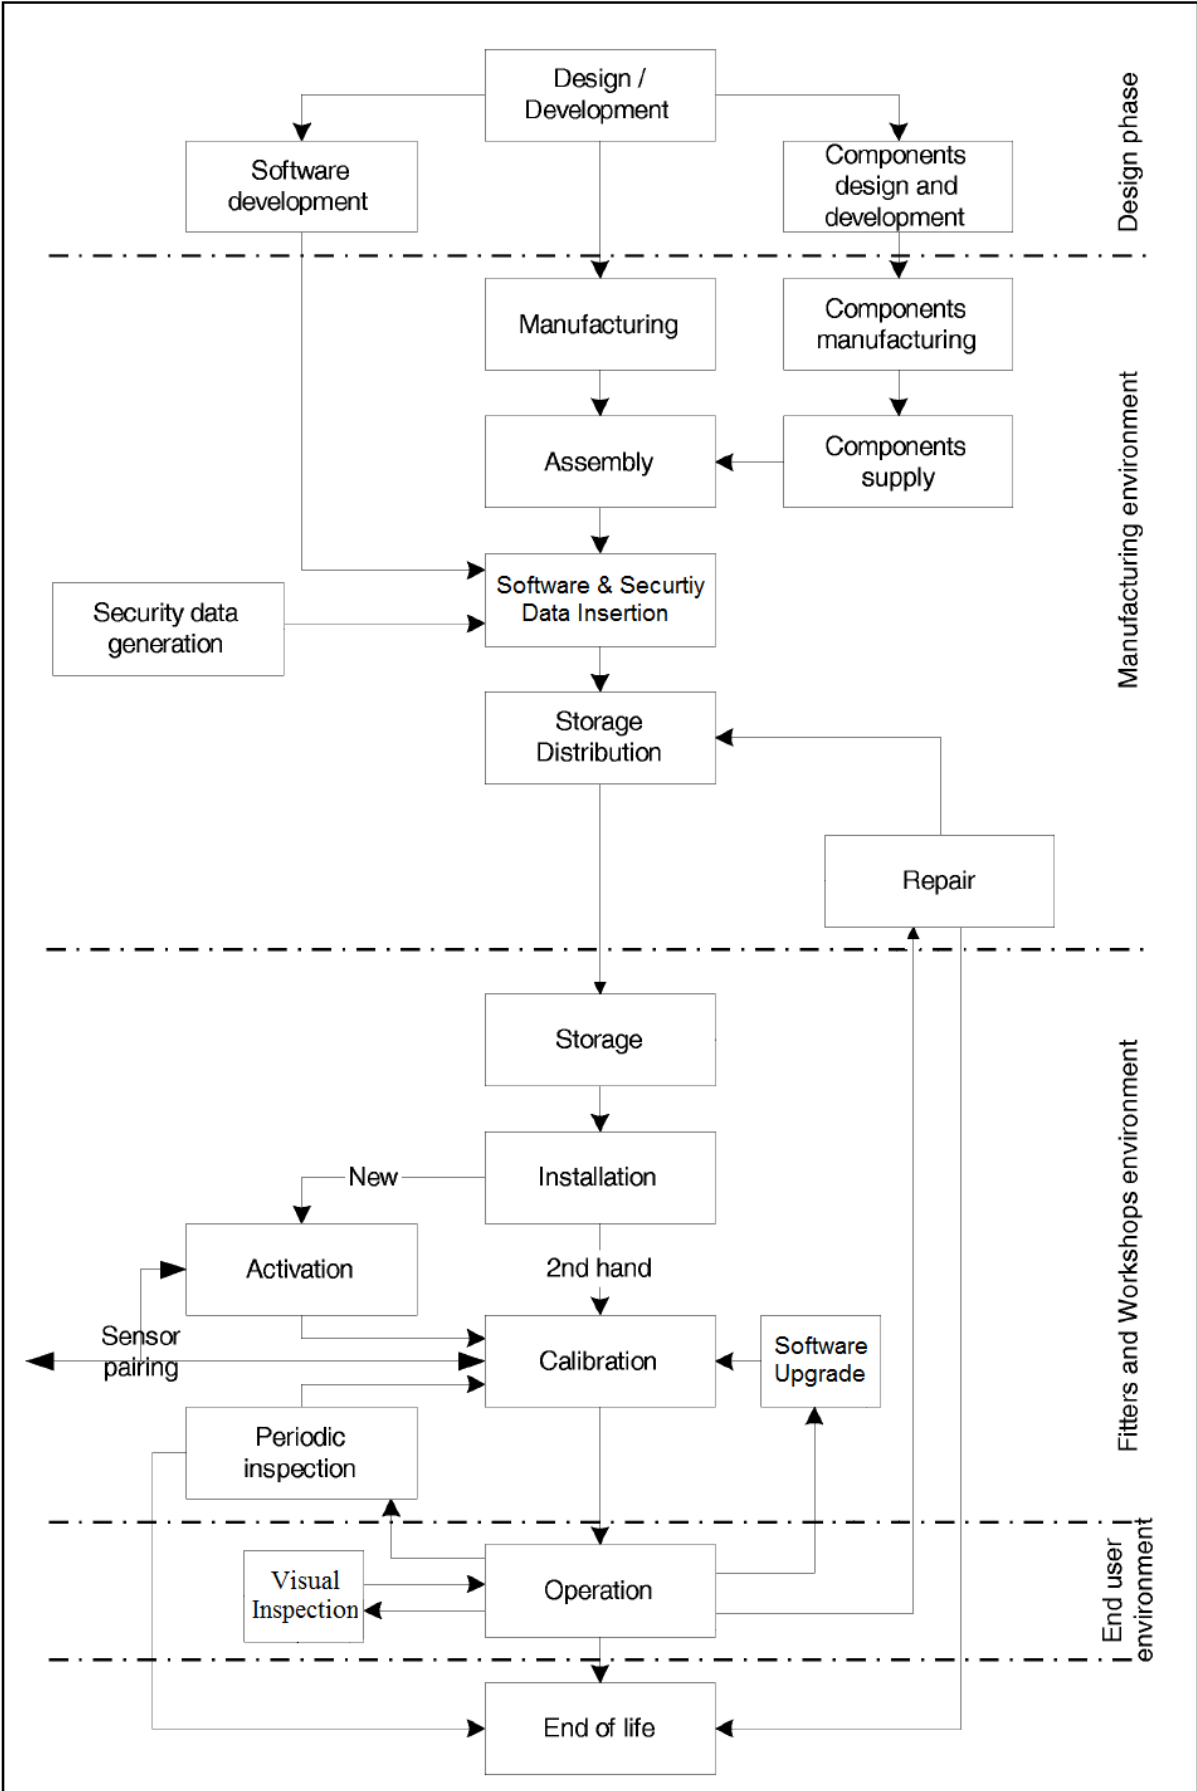 Design /
Development
Software
development
Components
design and
development
Design phase
Manufacturing
Components
manufacturing
Assembly
Components
supply
Manufacturing environment
Software & Securtiy
Data Insertion
Security data
generation
Storage
Distribution
Repair
Storage
Installation
New
Activation
2nd hand
Sensor
pairing
Calibration
Software
Upgrade
Fitters and Workshops environment
Periodic
inspection
Visual
Inspection
Operation
End user
environment
End of life